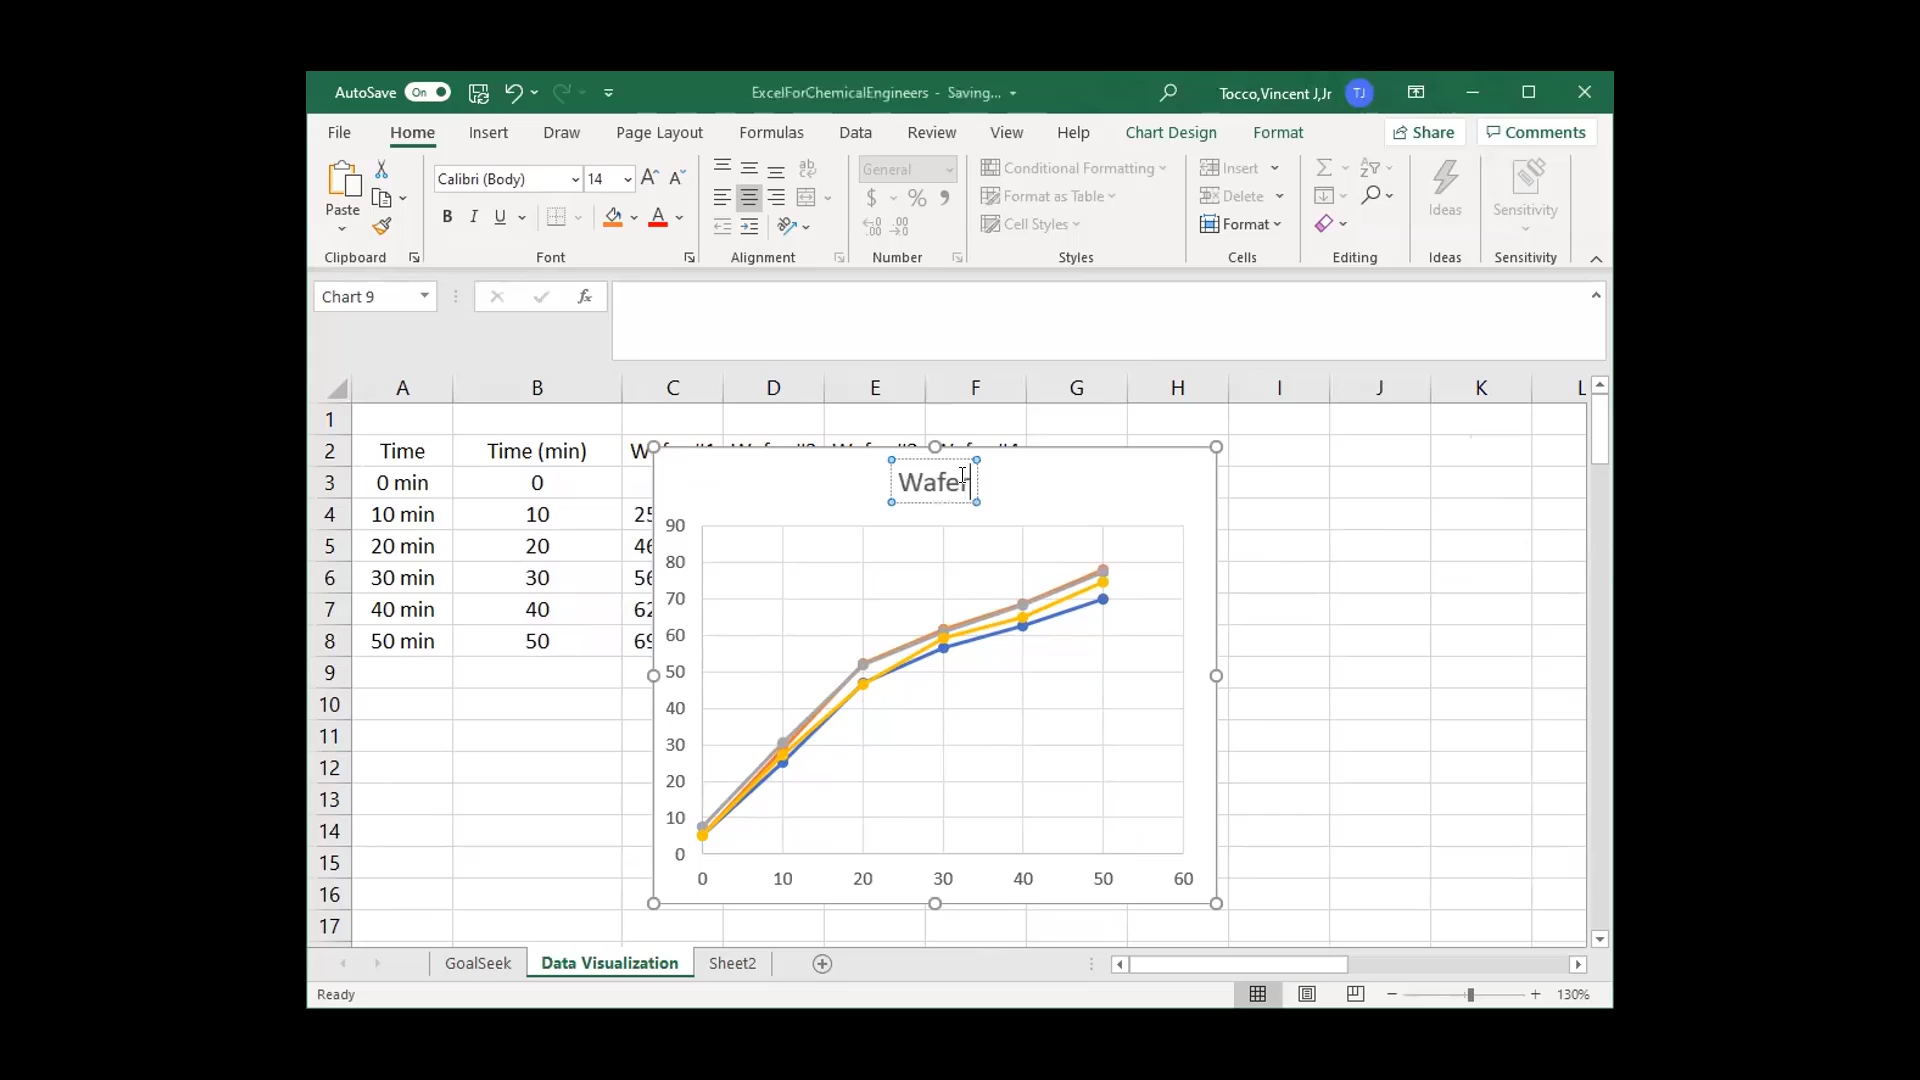 AutoSave On ExcelForChemicalEngineers - Saving... Tocco,Vincent J,Jr TJ
File Home Insert Draw Page Layout Formulas Data Review View Help Chart Design Format Share Comments
Paste
Clipboard
Calibri (Body) 14
B I U A
Font
ab
Alignment
General
$ % 9
.00 .00
Number
Conditional Formatting
Format as Table
Cell Styles
Styles
Insert
Delete
Format
Cells
Editing
Ideas
Ideas
Sensitivity
Sensitivity
Chart 9 fx
A B C D E F G H I J K L
1
2 Time Time (min)
3 0 min 0
4 10 min 10
5 20 min 20
6 30 min 30
7 40 min 40
8 50 min 50
9
10
11
12
13
14
15
16
17
Wafer
90
80
70
60
50
40
30
20
10
0
0 10 20 30 40 50 60
GoalSeek Data Visualization Sheet2
Ready 130%